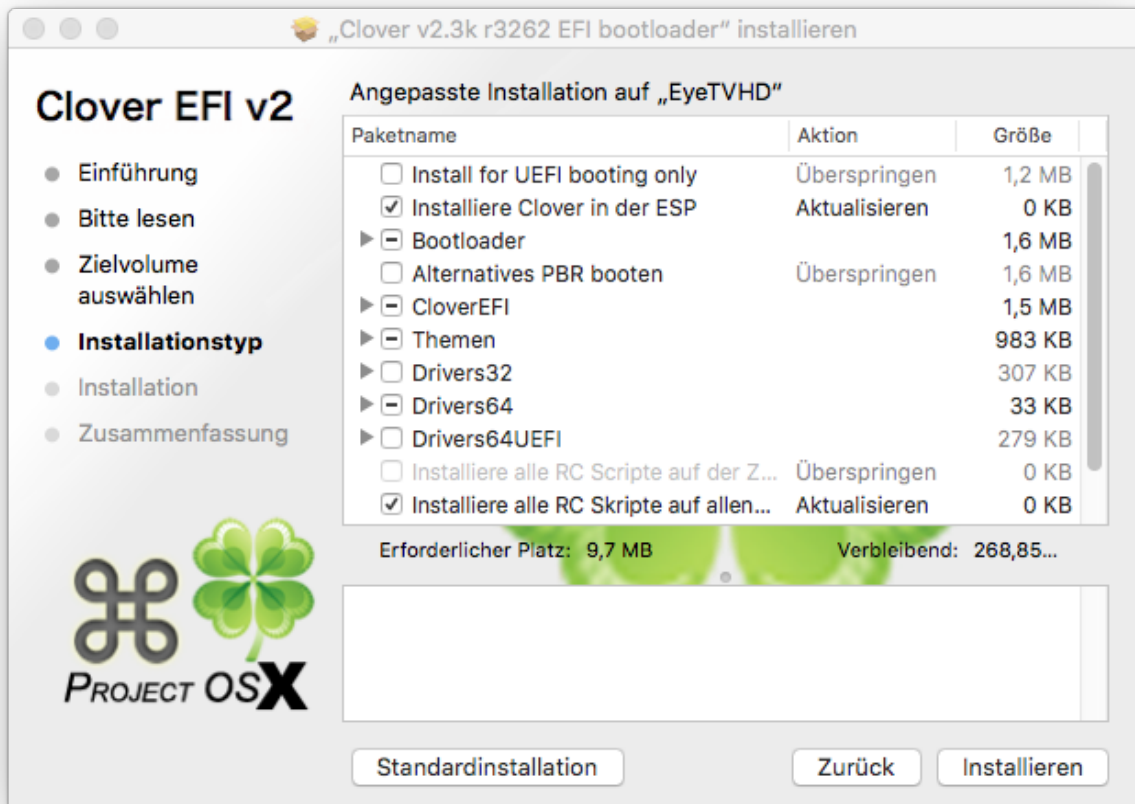 „Clover v2.3k r3262 EFI bootloader“ installieren
Clover EFI v2
Einführung
Bitte lesen
Zielvolume
auswählen
Installationstyp
Installation
Zusammenfassung
PROJECT OSX
Angepasste Installation auf „EyeTVHD“
Paketname Aktion Größe
Install for UEFI booting only Überspringen 1,2 MB
Installiere Clover in der ESP Aktualisieren 0 KB
Bootloader 1,6 MB
Alternatives PBR booten Überspringen 1,6 MB
CloverEFI 1,5 MB
Themen 983 KB
Drivers32 307 KB
Drivers64 33 KB
Drivers64UEFI 279 KB
Installiere alle RC Scripte auf der Z... Überspringen 0 KB
Installiere alle RC Skripte auf allen... Aktualisieren 0 KB
Erforderlicher Platz: 9,7 MB Verbleibend: 268,85...
Standardinstallation Zurück Installieren